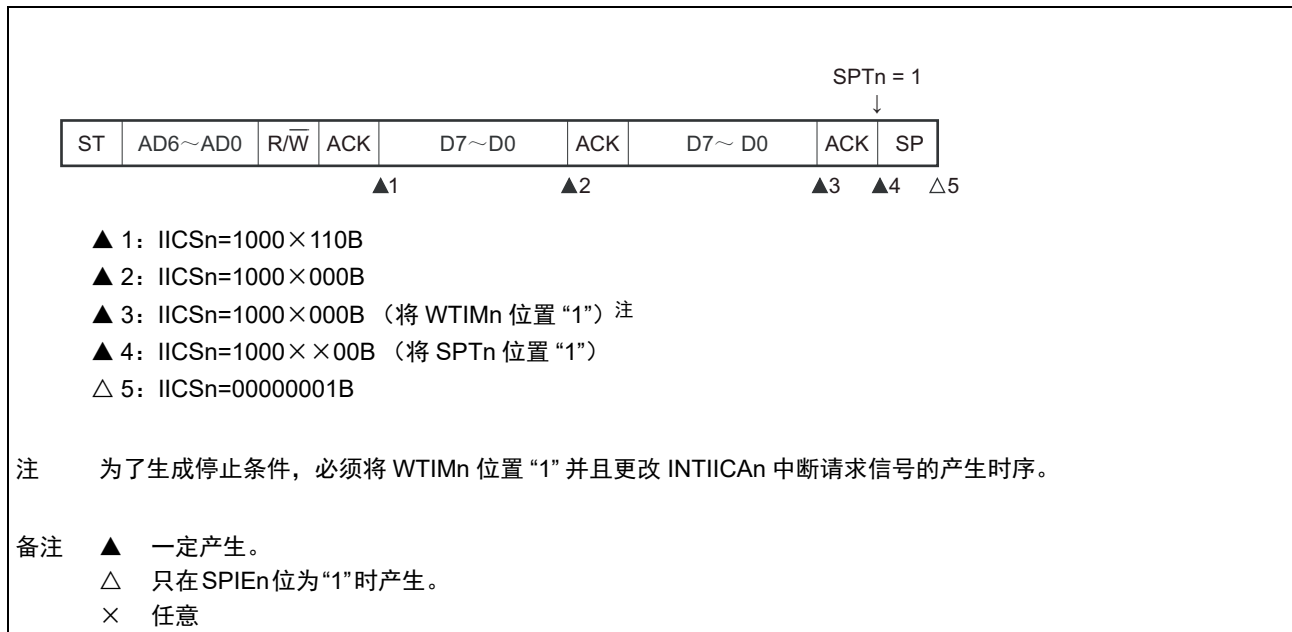 SPTn = 1
↓
ST AD6～AD0 R/W̅ ACK D7～D0 ACK D7～ D0 ACK SP
▲1 ▲2 ▲3 ▲4 △5
▲ 1：IICSn=1000×110B
▲ 2：IICSn=1000×000B
▲ 3：IICSn=1000×000B （将 WTIMn 位置 “1”）注
▲ 4：IICSn=1000××00B （将 SPTn 位置 “1”）
△ 5：IICSn=00000001B
注 为了生成停止条件，必须将 WTIMn 位置 “1” 并且更改 INTIICAn 中断请求信号的产生时序。
备注 ▲ 一定产生。
△ 只在SPIEn位为“1”时产生。
× 任意